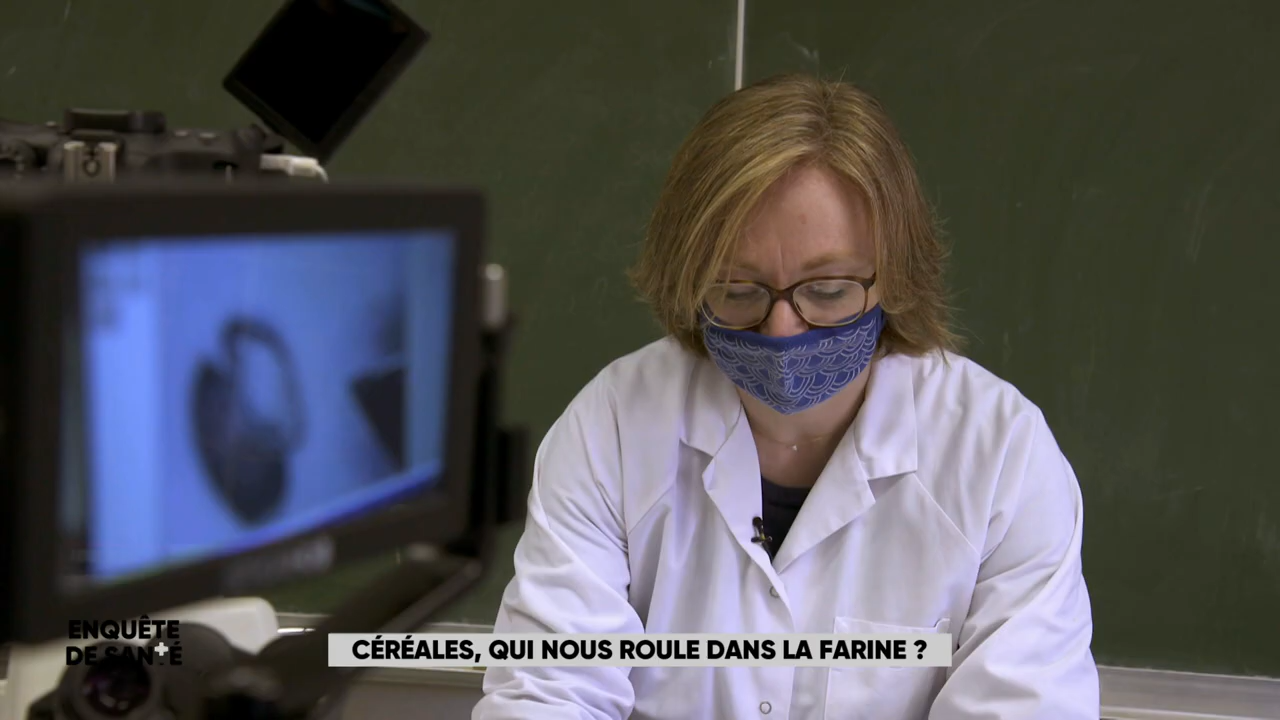 ENQUÊTE
DE SANTÉ
CÉRÉALES, QUI NOUS ROULE DANS LA FARINE ?